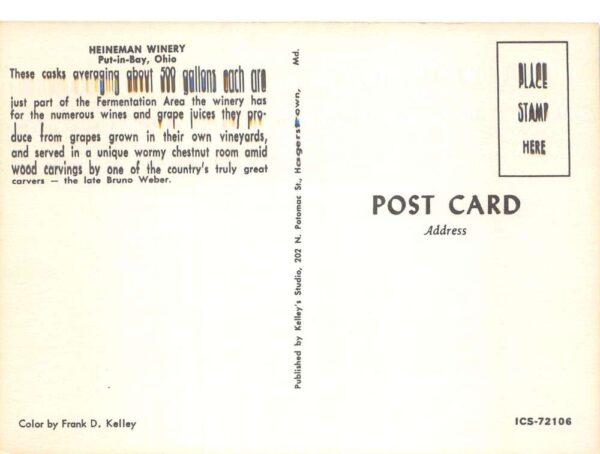 HEINEMAN WINERY
Put-in-Bay, Ohio
These casks averaging about 500 gallons each are
just part of the Fermentation Area the winery has
for the numerous wines and grape juices they pro-
duce from grapes grown in their own vineyards,
and served in a unique wormy chestnut room amid
wood carvings by one of the country's truly great
carvers — the late Bruno Weber.
Color by Frank D. Kelley
Published by Kelley's Studio, 202 N. Potomac St., Hagerstown, Md.
PLACE
STAMP
HERE
POST CARD
Address
ICS-72106